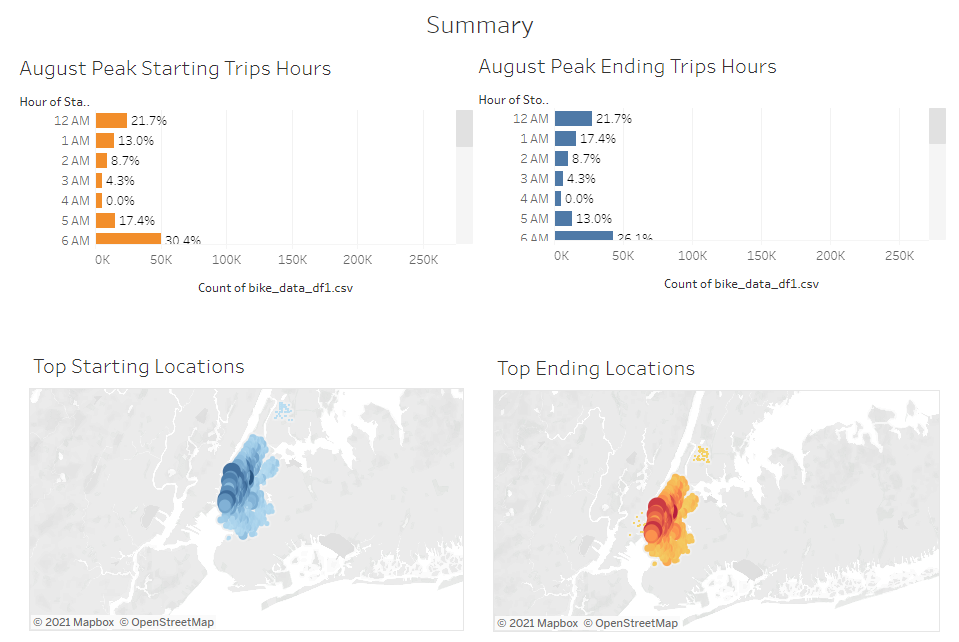 Summary
August Peak Starting Trips Hours
Hour of Sta..
12 AM 21.7%
1 AM 13.0%
2 AM 8.7%
3 AM 4.3%
4 AM 0.0%
5 AM 17.4%
6 AM 30.4%
0K 50K 100K 150K 200K 250K
Count of bike_data_df1.csv
August Peak Ending Trips Hours
Hour of Sto..
12 AM 21.7%
1 AM 17.4%
2 AM 8.7%
3 AM 4.3%
4 AM 0.0%
5 AM 13.0%
6 AM 26.1%
0K 50K 100K 150K 200K 250K
Count of bike_data_df1.csv
Top Starting Locations
© 2021 Mapbox © OpenStreetMap
Top Ending Locations
© 2021 Mapbox © OpenStreetMap